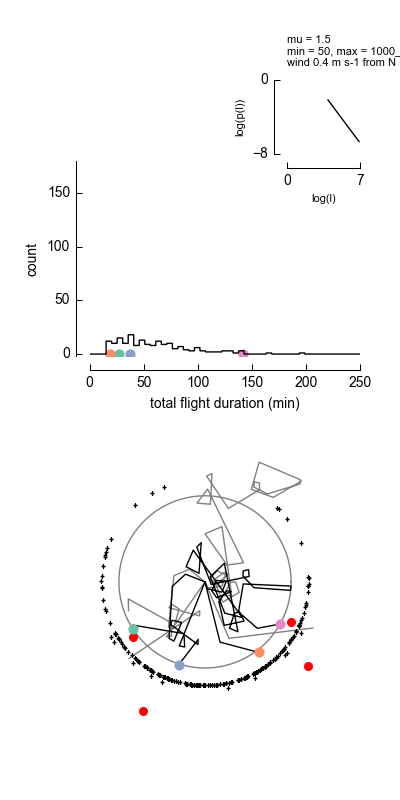 mu = 1.5
min = 50, max = 1000_
wind 0.4 m s-1 from N
0
log(p(l))
−8
0
7
log(l)
150
count
100
50
0
0
50
100
150
200
250
total flight duration (min)